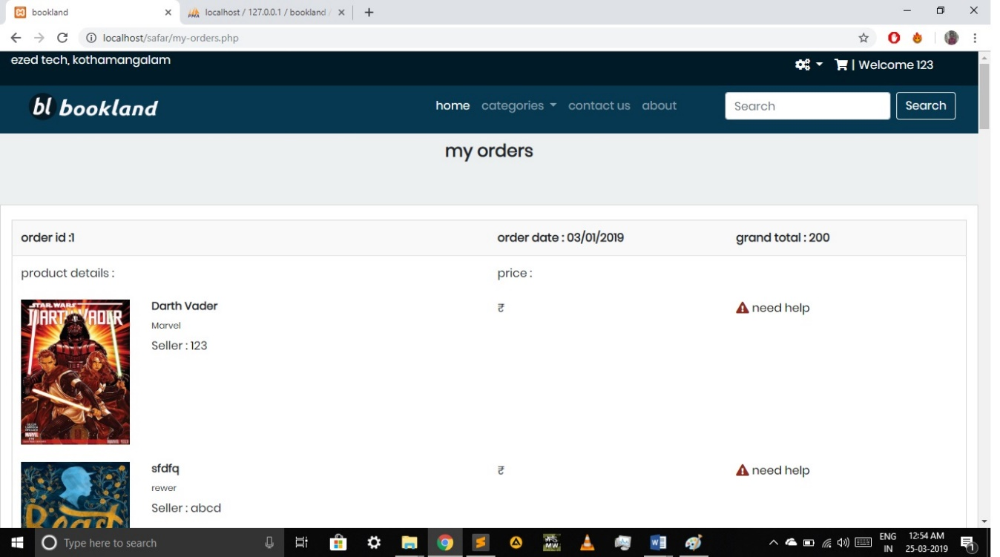 bookland
localhost / 127.0.0.1 / bookland /
localhost/safar/my-orders.php
ezed tech, kothamangalam
| Welcome 123
bl bookland
home categories contact us about
Search
Search
my orders
order id :1
order date : 03/01/2019
grand total : 200
product details :
price :
STAR WARS
DARTH VADER
MARVEL
Darth Vader
Marvel
Seller : 123
₹
need help
Beast
sfdfq
rewer
Seller : abcd
₹
need help
Type here to search
ENG
IN
12:54 AM
25-03-2019
1